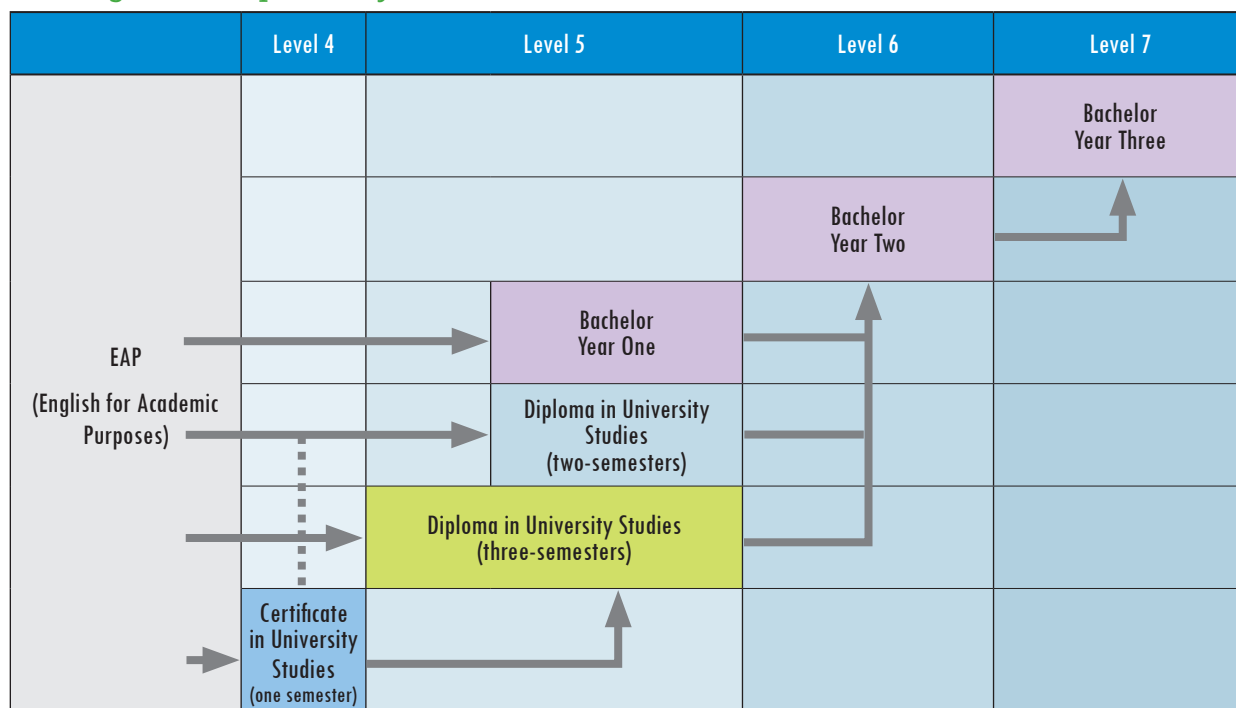 Level 4
Level 5
Level 6
Level 7
Bachelor
Year Three
Bachelor
Year Two
Bachelor
Year One
EAP
(English for Academic
Purposes)
Diploma in University
Studies
(two-semesters)
Diploma in University Studies
(three-semesters)
Certificate
in University
Studies
(one semester)